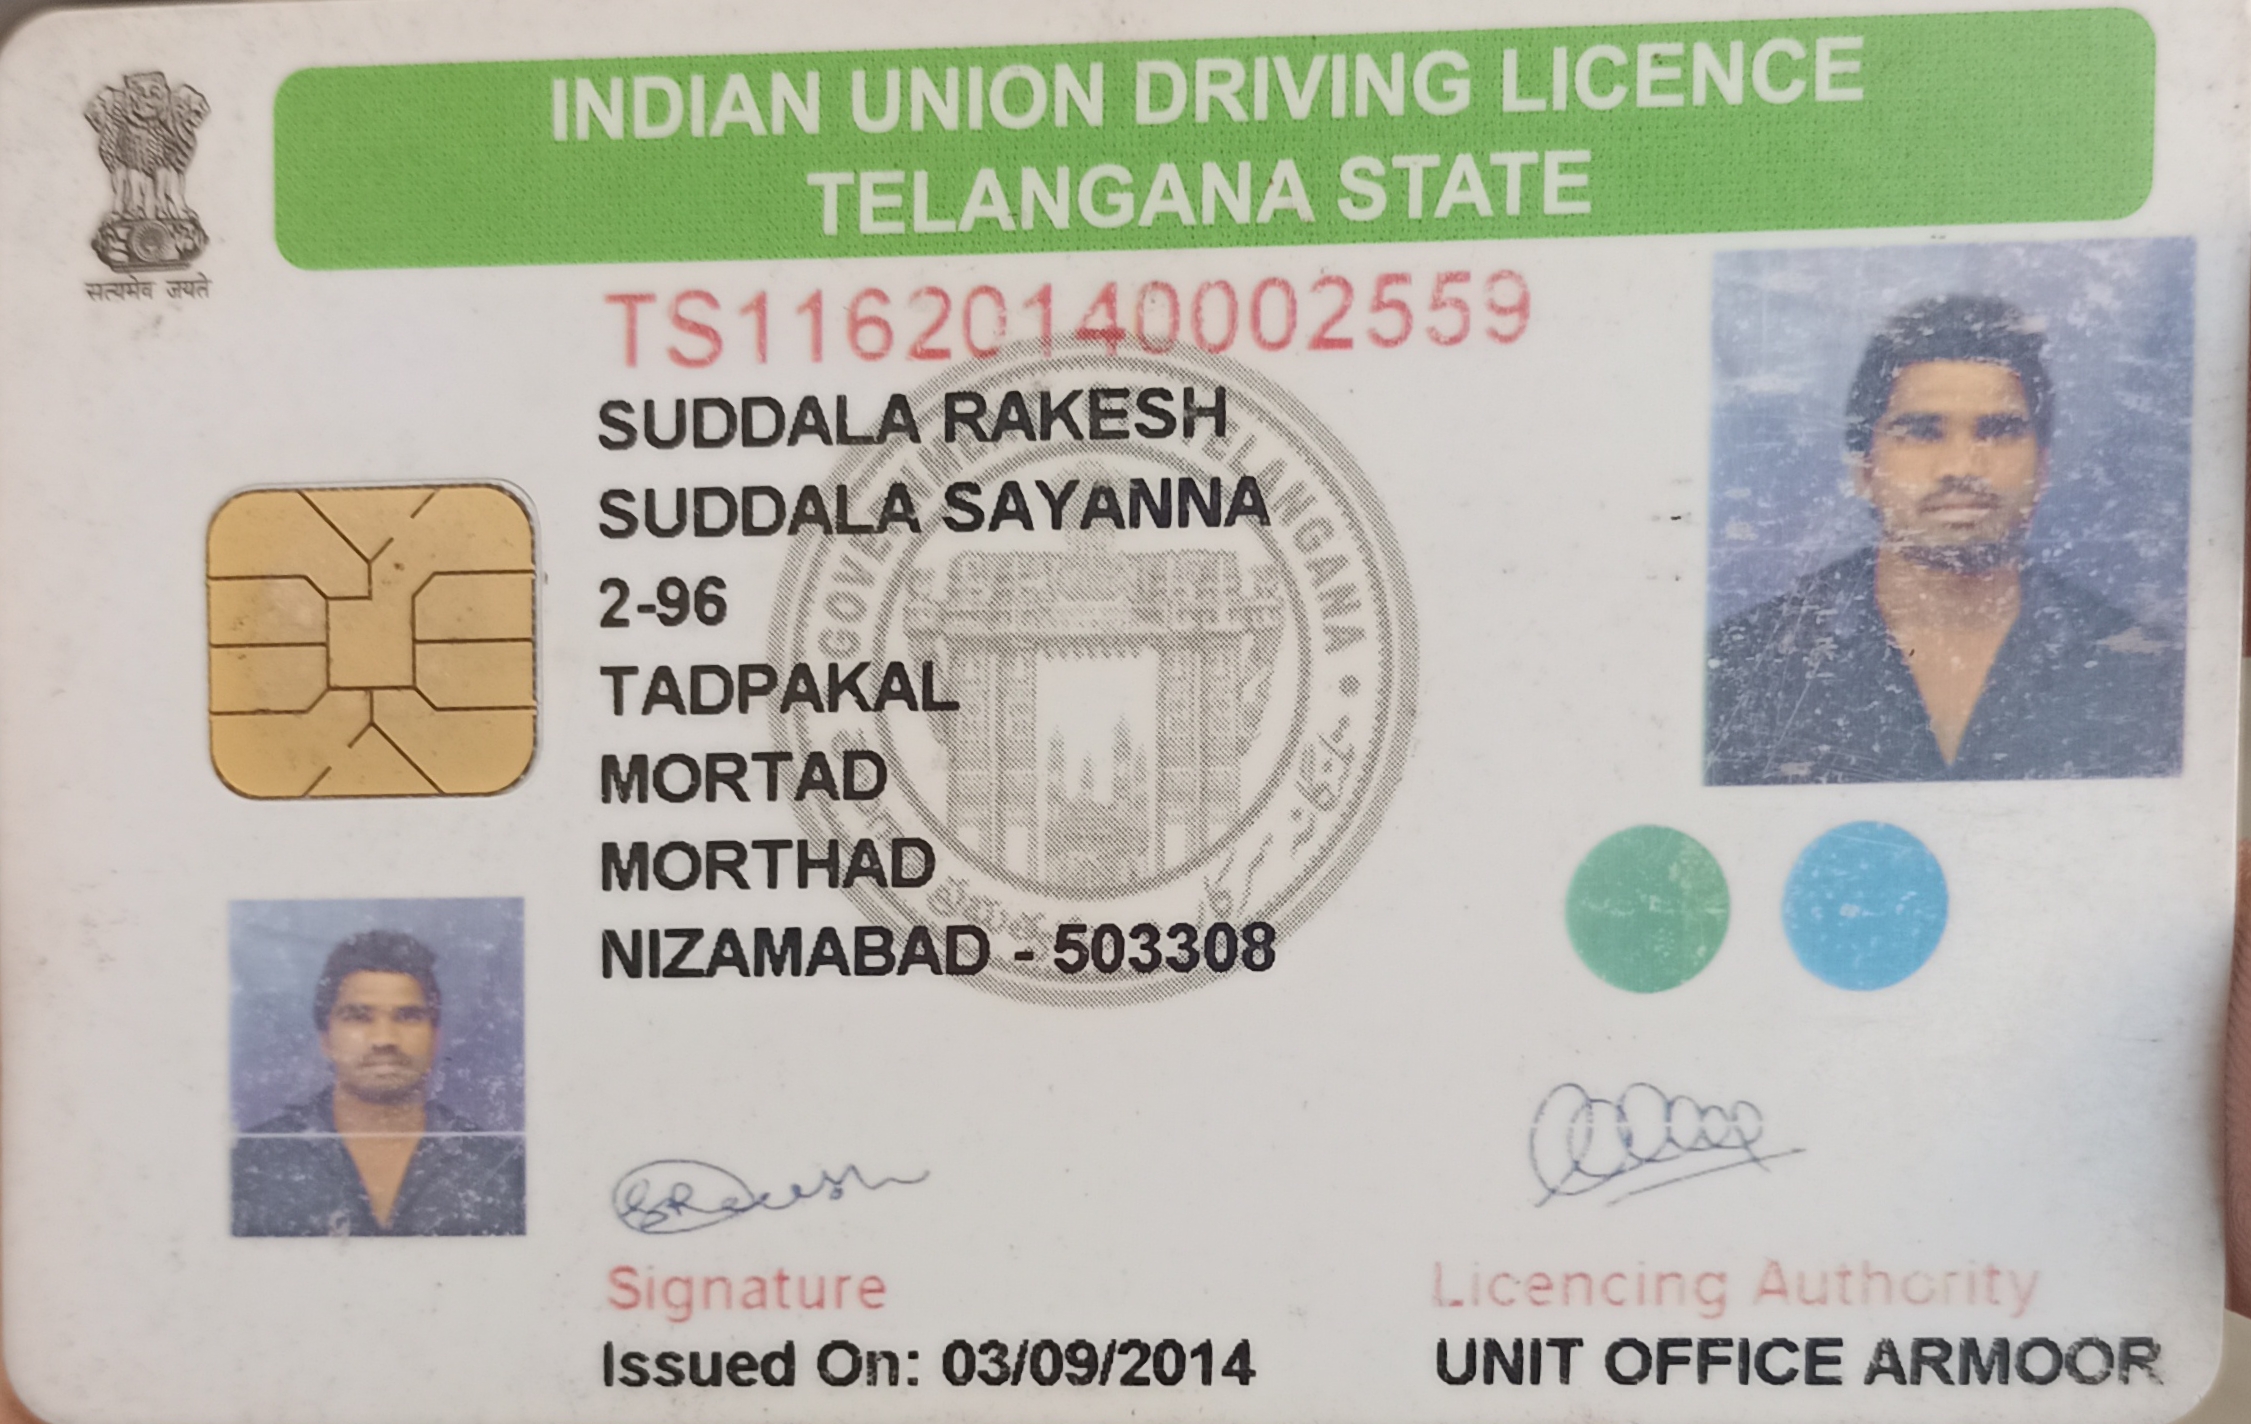 INDIAN UNION DRIVING LICENCE
TELANGANA STATE
सत्यमेव जयते
TS11620140002559
SUDDALA RAKESH
SUDDALA SAYANNA
2-96
TADPAKAL
MORTAD
MORTHAD
NIZAMABAD - 503308
GOVERNMENT TELANGANA
SRakesh
Signature
Licencing Authority
Issued On: 03/09/2014
UNIT OFFICE ARMOOR